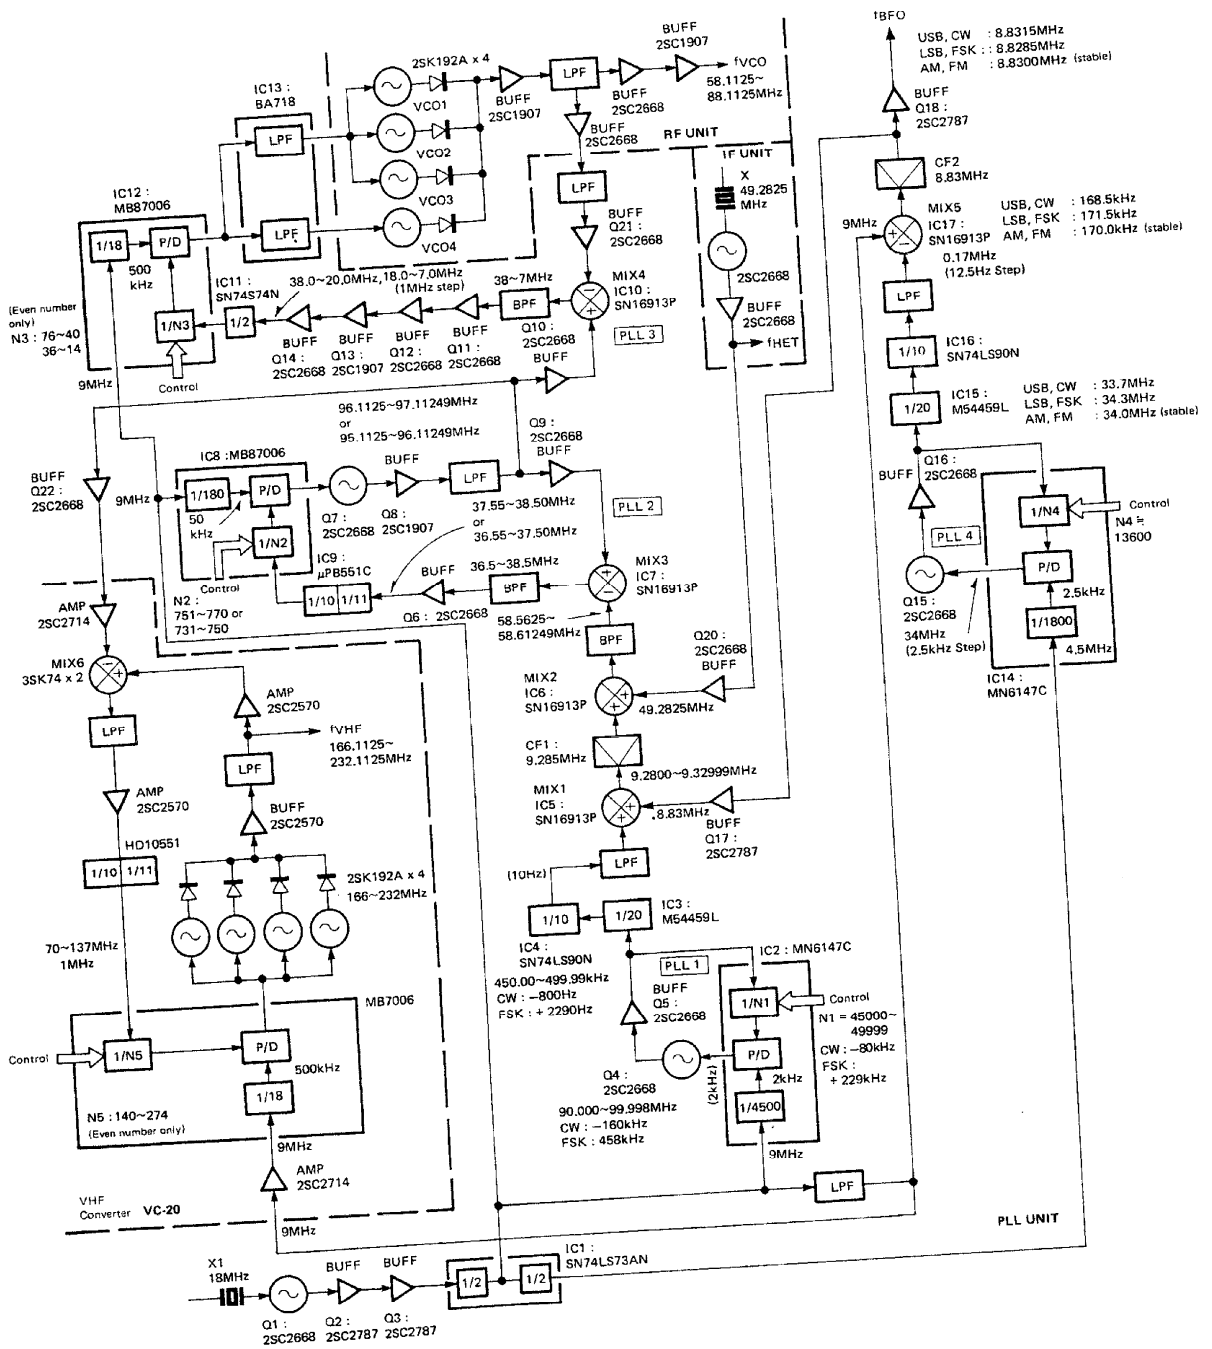 fBFO
USB, CW : 8.8315MHz
LSB, FSK : : 8.8285MHz
AM, FM : 8.8300MHz (stable)
BUFF
Q18 :
2SC2787
CF2
8.83MHz
9MHz
MIX5
IC17 :
SN16913P
USB, CW : 168.5kHz
LSB, FSK : 171.5kHz
AM, FM : 170.0kHz (stable)
0.17MHz
(12.5Hz Step)
LPF
1/10
IC16 :
SN74LS90N
1/20
IC15 :
M54459L
USB, CW : 33.7MHz
LSB, FSK : 34.3MHz
AM, FM : 34.0MHz (stable)
BUFF
Q16 :
2SC2668
PLL 4
1/N4
Control
N4 ≒
13600
P/D
2.5kHz
1/1800
4.5MHz
Q15 :
2SC2668
34MHz
(2.5kHz Step)
IC14 :
MN6147C
BUFF
2SC1907
fVCO
58.1125~
88.1125MHz
2SK192A x 4
VCO1
VCO2
VCO3
VCO4
BUFF
2SC1907
LPF
BUFF
2SC2668
BUFF
2SC2668
RF UNIT
IC13 :
BA718
LPF
LPF
IC12 :
MB87006
1/18
P/D
500
kHz
1/N3
(Even number
only)
N3 : 76~40
36~14
9MHz
Control
IC11 :
SN74S74N
1/2
38.0~20.0MHz,18.0~7.0MHz
(1MHz step)
BUFF
Q14 :
2SC2668
BUFF
Q13 :
2SC1907
BUFF
Q12 :
2SC2668
BUFF
Q11 :
2SC2668
38~7MHz
BPF
LPF
BUFF
Q21 :
2SC2668
MIX4
IC10 :
SN16913P
PLL 3
Q10 :
2SC2668
BUFF
IF UNIT
X
49.2825
MHz
2SC2668
BUFF
2SC2668
fHET
96.1125~97.11249MHz
or
95.1125~96.11249MHz
IC8 : MB87006
9MHz
1/180
P/D
50
kHz
1/N2
Control
N2 :
751~770 or
731~750
Q7 :
2SC2668
BUFF
Q8 :
2SC1907
LPF
Q9 :
2SC2668
BUFF
PLL 2
37.55~38.50MHz
or
36.55~37.50MHz
IC9 :
μPB551C
1/10 1/11
BUFF
Q6 : 2SC2668
36.5~38.5MHz
BPF
MIX3
IC7 :
SN16913P
58.5625~
58.61249MHz
BPF
MIX2
IC6 :
SN16913P
Q20 :
2SC2668
BUFF
49.2825MHz
CF1 :
9.285MHz
9.2800~9.32999MHz
MIX1
IC5 :
SN16913P
8.83MHz
BUFF
Q17 :
2SC2787
LPF
(10Hz)
1/10
1/20
IC3 :
M54459L
IC4 :
SN74LS90N
450.00~499.99kHz
CW : −800Hz
FSK : + 2290Hz
PLL 1
BUFF
Q5 :
2SC2668
IC2 : MN6147C
1/N1
Control
N1 = 45000~
49999
CW : −80kHz
FSK :
+ 229kHz
P/D
2kHz
(2kHz)
1/4500
9MHz
Q4 :
2SC2668
90.000~99.998MHz
CW : −160kHz
FSK : 458kHz
LPF
PLL UNIT
BUFF
Q22 :
2SC2668
AMP
2SC2714
MIX6
3SK74 x 2
LPF
AMP
2SC2570
HD10551
1/10 1/11
70~137MHz
1MHz
AMP
2SC2570
fVHF
166.1125~
232.1125MHz
LPF
BUFF
2SC2570
2SK192A x 4
166~232MHz
MB7006
Control
1/N5
P/D
500kHz
1/18
N5 : 140~274
(Even number only)
9MHz
AMP
2SC2714
VHF
Converter VC-20
9MHz
X1
18MHz
Q1 :
2SC2668
BUFF
Q2 :
2SC2787
BUFF
Q3 :
2SC2787
IC1 :
SN74LS73AN
1/2
1/2